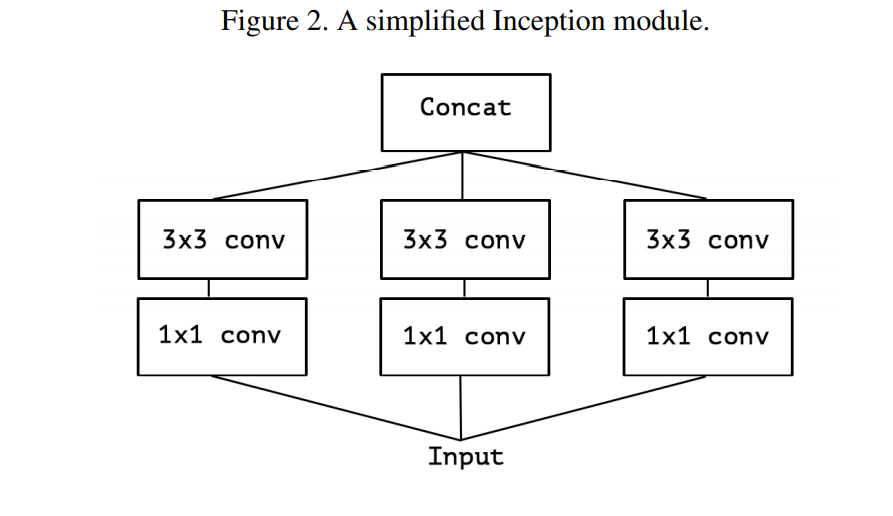 Figure 2. A simplified Inception module.
Concat
3x3 conv 3x3 conv 3x3 conv
1x1 conv 1x1 conv 1x1 conv
Input